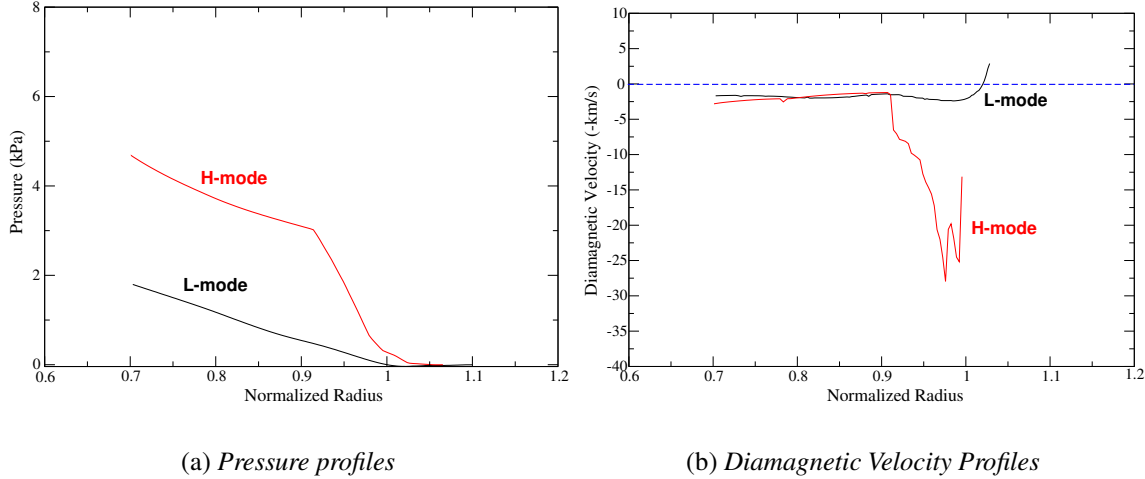 8
6
4
2
0
0.6 0.7 0.8 0.9 1 1.1 1.2
Normalized Radius
Pressure (kPa)
H-mode
L-mode
(a) Pressure profiles
10
5
0
-5
-10
-15
-20
-25
-30
-35
-40
0.6 0.7 0.8 0.9 1 1.1 1.2
Normalized Radius
Diamagnetic Velocity (-km/s)
L-mode
H-mode
(b) Diamagnetic Velocity Profiles